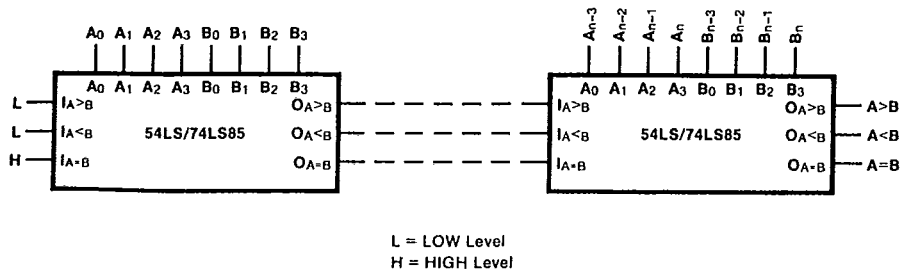 A0 A1 A2 A3 B0 B1 B2 B3
An-3 An-2 An-1 An Bn-3 Bn-2 Bn-1 Bn
A0 A1 A2 A3 B0 B1 B2 B3
A0 A1 A2 A3 B0 B1 B2 B3
L IA>B OA>B IA>B OA>B A>B
L IA<B 54LS/74LS85 OA<B IA<B 54LS/74LS85 OA<B A<B
H IA=B OA=B IA=B OA=B A=B
L = LOW Level
H = HIGH Level